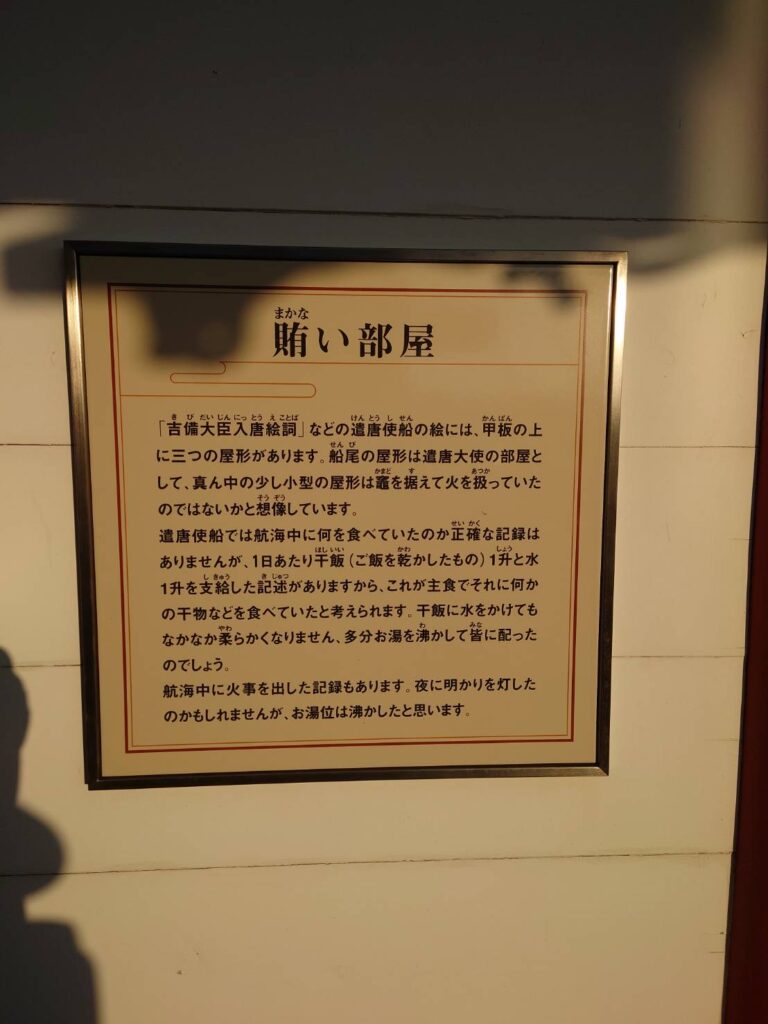 賄い部屋
「吉備大臣入唐絵詞」などの遣唐使船の絵には、甲板の上
に三つの屋形があります。船尾の屋形は遣唐大使の部屋と
して、真ん中の少し小型の屋形は竈を据えて火を扱っていた
のではないかと想像しています。
遣唐使船では航海中に何を食べていたのか正確な記録は
ありませんが、1日あたり干飯(ご飯を乾かしたもの)1升と水
1升を支給した記述がありますから、これが主食でそれに何か
の干物などを食べていたと考えられます。干飯に水をかけても
なかなか柔らかくなりません、多分お湯を沸かして皆に配った
のでしょう。
航海中に火事を出した記録もあります。夜に明かりを灯した
のかもしれませんが、お湯位は沸かしたと思います。